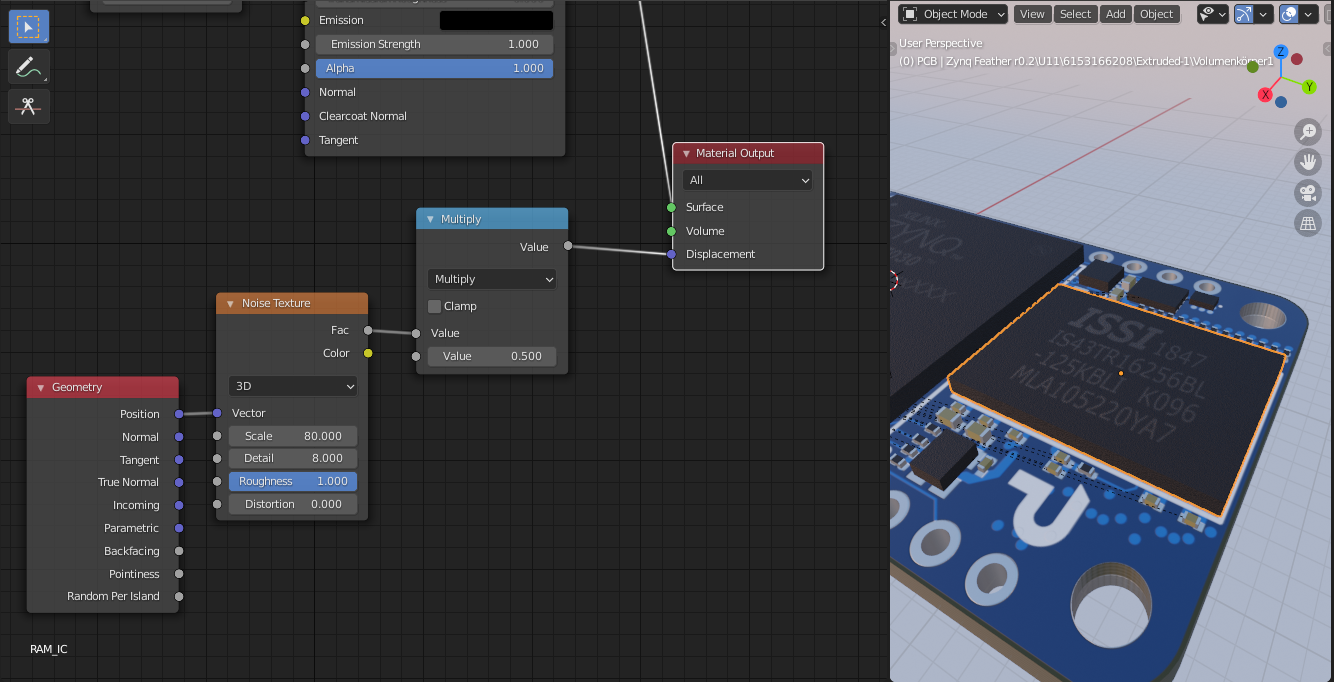 Emission
Emission Strength 1.000
Alpha 1.000
Normal
Clearcoat Normal
Tangent
Material Output
All
Surface
Volume
Displacement
Multiply
Value
Multiply
Clamp
Value
Value 0.500
Noise Texture
Fac
Color
3D
Vector
Scale 80.000
Detail 8.000
Roughness 1.000
Distortion 0.000
Geometry
Position
Normal
Tangent
True Normal
Incoming
Parametric
Backfacing
Pointiness
Random Per Island
RAM_IC
Object Mode View Select Add Object
User Perspective
(0) PCB | Zynq Feather r0.2\U11\6153166208\Extruded-1\Volumenkörper1
Z
Y
X
ZYNQ
ISSI 1847
IS43TR16256BL
125KBLI K096
MLA105220YA7